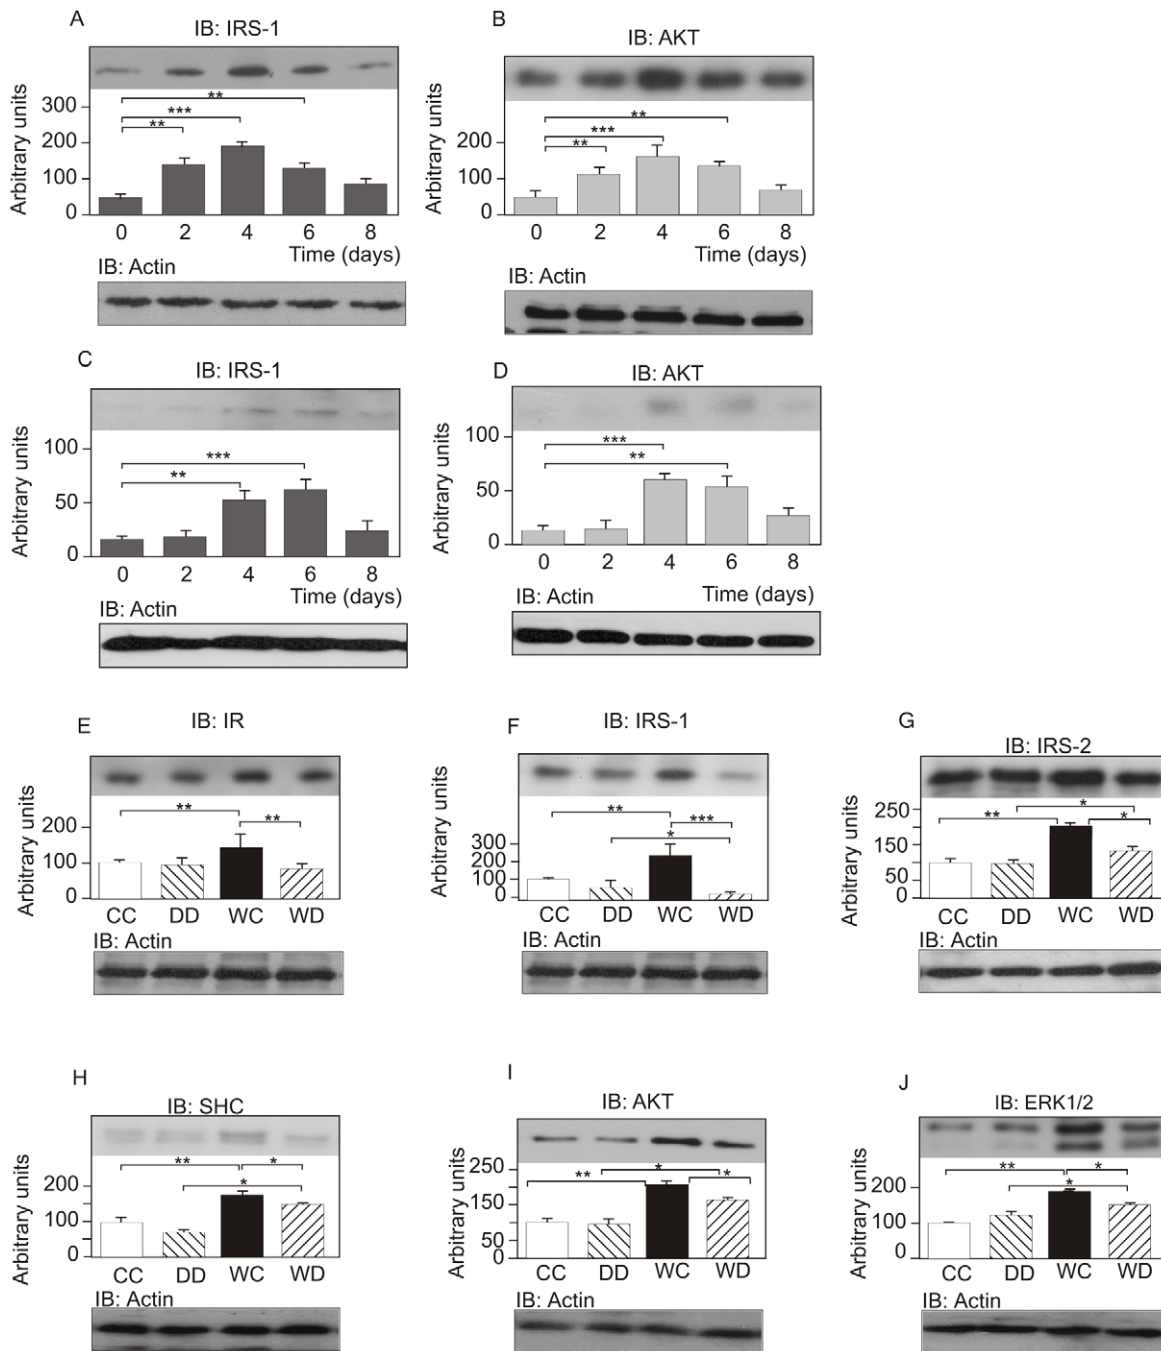 A
IB: IRS-1
Arbitrary units
300
200
100
0
**
***
**
0 2 4 6 8
Time (days)
IB: Actin
B
IB: AKT
Arbitrary units
200
100
0
**
***
**
0 2 4 6 8
Time (days)
IB: Actin
C
IB: IRS-1
Arbitrary units
100
50
0
***
**
0 2 4 6 8
Time (days)
IB: Actin
D
IB: AKT
Arbitrary units
100
50
0
***
**
0 2 4 6 8
Time (days)
IB: Actin
E
IB: IR
Arbitrary units
200
100
0
**
**
CC DD WC WD
IB: Actin
F
IB: IRS-1
Arbitrary units
300
200
100
0
**
***
*
CC DD WC WD
IB: Actin
G
IB: IRS-2
Arbitrary units
250
150
100
50
0
*
**
*
CC DD WC WD
IB: Actin
H
IB: SHC
Arbitrary units
200
100
0
**
*
*
CC DD WC WD
IB: Actin
I
IB: AKT
Arbitrary units
250
150
100
50
0
*
**
*
CC DD WC WD
IB: Actin
J
IB: ERK1/2
Arbitrary units
200
100
0
**
*
*
CC DD WC WD
IB: Actin